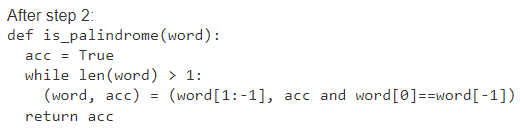 After step 2:
def is_palindrome(word):
  acc = True
  while len(word) > 1:
    (word, acc) = (word[1:-1], acc and word[0]==word[-1])
  return acc